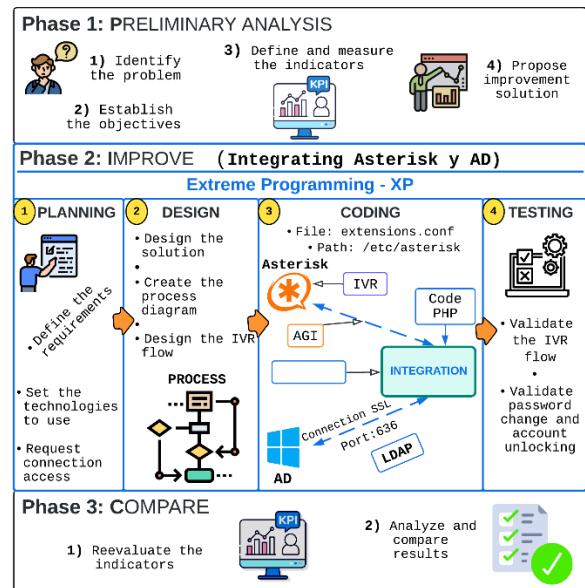 Phase 1: PRELIMINARY ANALYSIS
1) Identify
the problem
2) Establish
the objectives
3) Define and measure
the indicators
KPI
4) Propose
improvement
solution
Phase 2: IMPROVE (Integrating Asterisk y AD)
Extreme Programming - XP
1 PLANNING
• Define the
requirements
• Set the
technologies
to use
• Request
connection
access
2 DESIGN
• Design the
solution
•
• Create the
process
diagram
•
• Design the IVR
flow
PROCESS
3 CODING
• File: extensions.conf
• Path: /etc/asterisk
Asterisk
IVR
AGI
Code
PHP
INTEGRATION
Connection SSL
Port:636
LDAP
AD
4 TESTING
• Validate
the IVR
flow
•
• Validate
password
change and
account
unlocking
Phase 3: COMPARE
1) Reevaluate the
indicators
KPI
2) Analyze and
compare
results